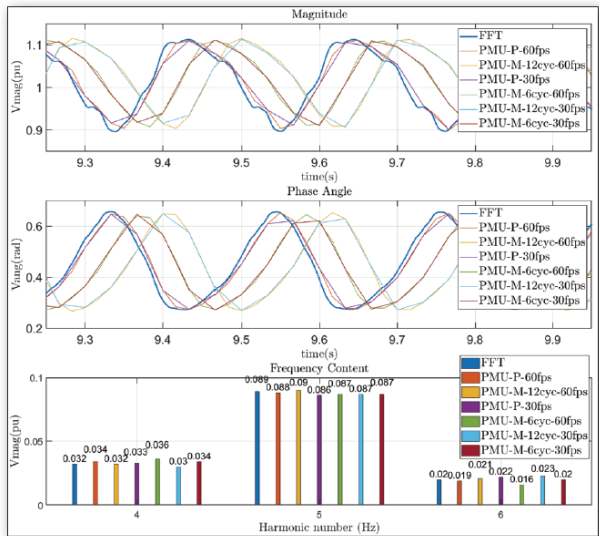 Magnitude
Vmag(pu)
1.1
1
0.9
FFT
PMU-P-60fps
PMU-M-12cyc-60fps
PMU-P-30fps
PMU-M-6cyc-60fps
PMU-M-12cyc-30fps
PMU-M-6cyc-30fps
9.3 9.4 9.5 9.6 9.7 9.8 9.9
time(s)
Phase Angle
Vang(rad)
0.6
0.4
0.2
FFT
PMU-P-60fps
PMU-M-12cyc-60fps
PMU-P-30fps
PMU-M-6cyc-60fps
PMU-M-12cyc-30fps
PMU-M-6cyc-30fps
9.3 9.4 9.5 9.6 9.7 9.8 9.9
time(s)
Frequency Content
Vmag(pu)
0.1
0.05
0
FFT
PMU-P-60fps
PMU-M-12cyc-60fps
PMU-P-30fps
PMU-M-6cyc-60fps
PMU-M-12cyc-30fps
PMU-M-6cyc-30fps
0.032 0.034 0.032 0.033 0.036 0.03 0.034
0.089 0.088 0.09 0.086 0.087 0.087 0.087
0.02 0.019 0.021 0.022 0.016 0.023 0.02
4 5 6
Harmonic number (Hz)